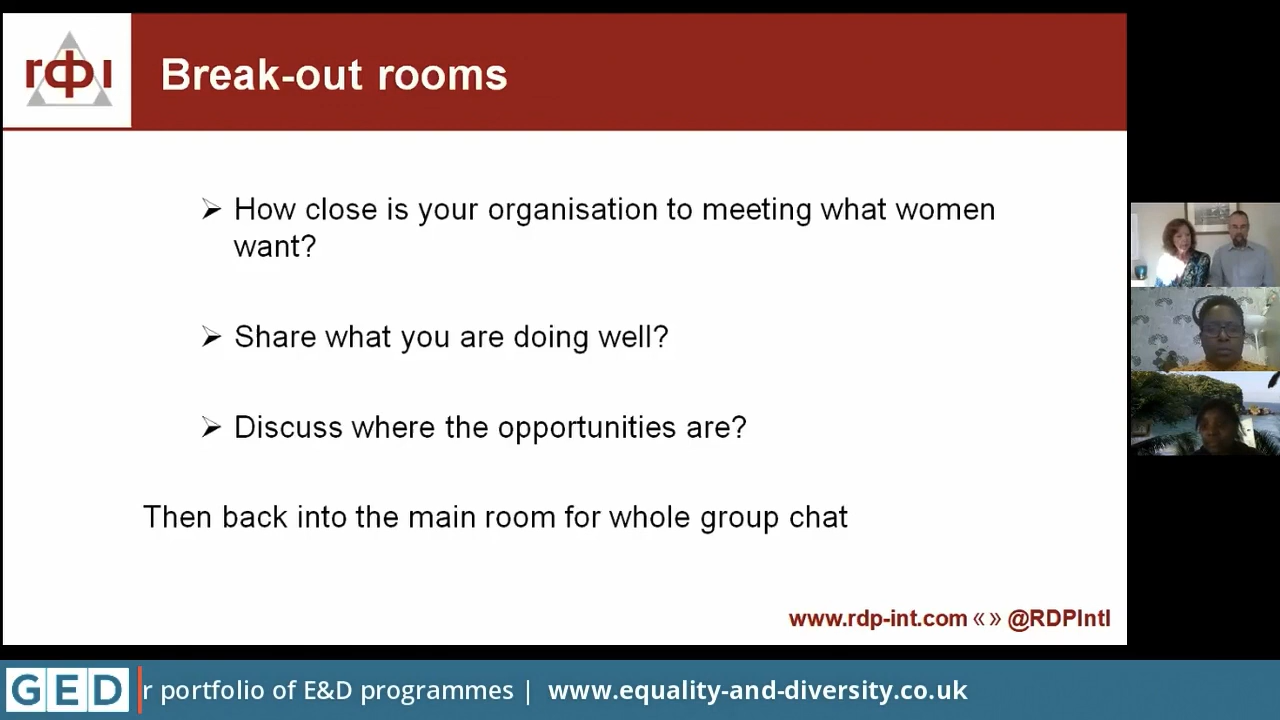 rфı
Break-out rooms
➢ How close is your organisation to meeting what women
want?
➢ Share what you are doing well?
➢ Discuss where the opportunities are?
Then back into the main room for whole group chat
www.rdp-int.com «» @RDPIntl
GED
r portfolio of E&D programmes | www.equality-and-diversity.co.uk